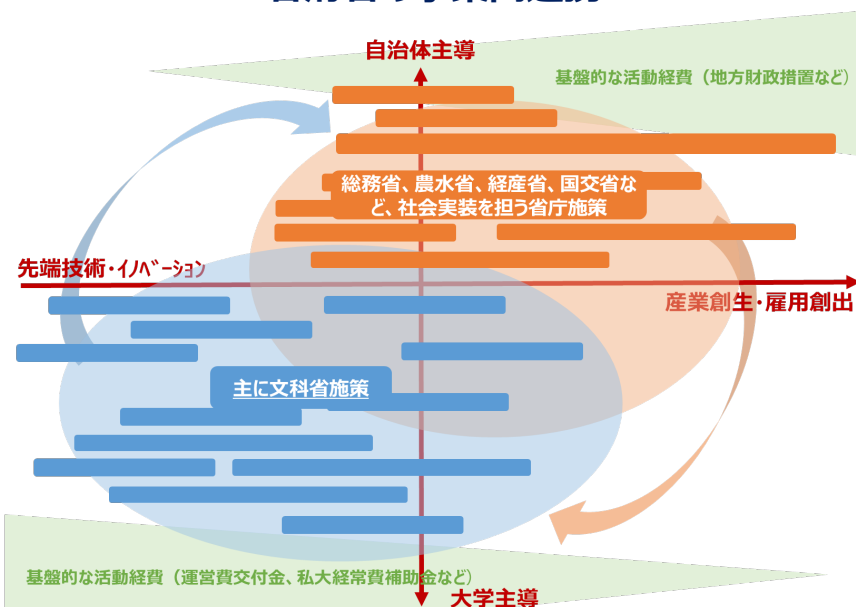 自治体主導
基盤的な活動経費（地方財政措置など）
総務省、農水省、経産省、国交省な
ど、社会実装を担う省庁施策
先端技術・ｲﾉﾍﾞｰｼｮﾝ
産業創生・雇用創出
主に文科省施策
基盤的な活動経費（運営費交付金、私大経常費補助金など）
大学主導